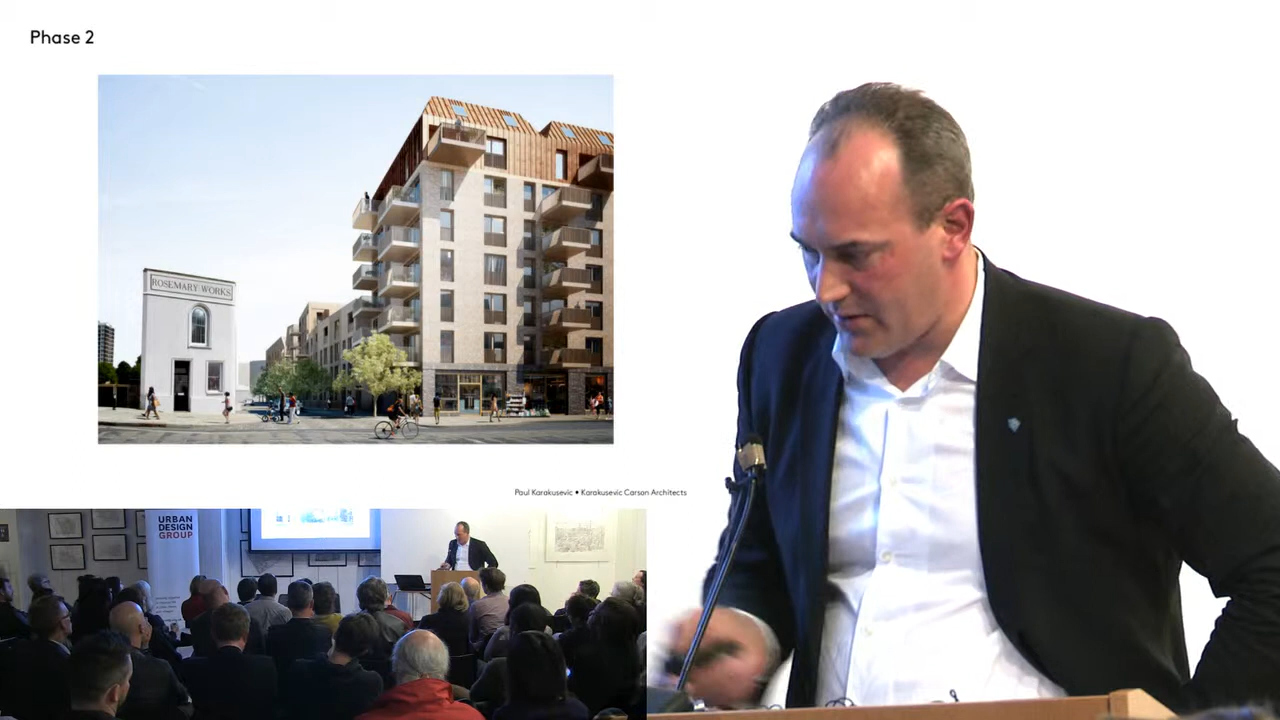 Phase 2
ROSEMARY WORKS
Paul Karakusevic • Karakusevic Carson Architects
URBAN
DESIGN
GROUP